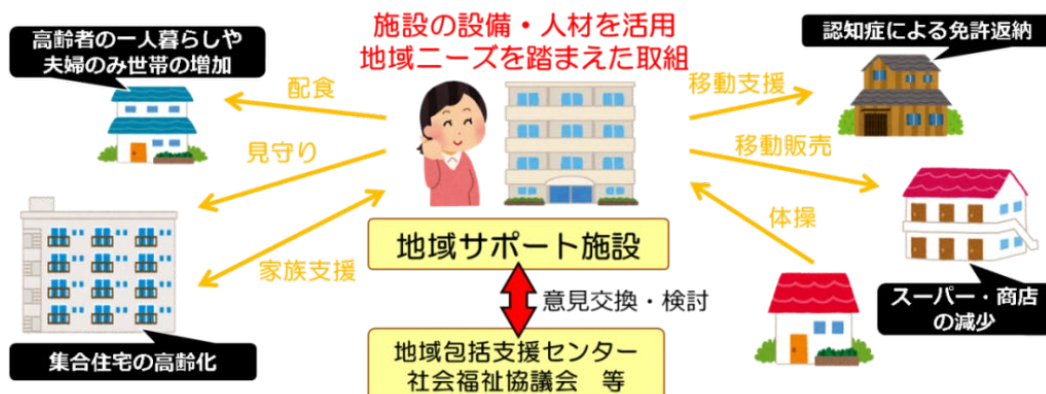 施設の設備・人材を活用
地域ニーズを踏まえた取組
高齢者の一人暮らしや
夫婦のみ世帯の増加
認知症による免許返納
配食
見守り
家族支援
移動支援
移動販売
体操
地域サポート施設
意見交換・検討
地域包括支援センター
社会福祉協議会　等
集合住宅の高齢化
スーパー・商店
の減少